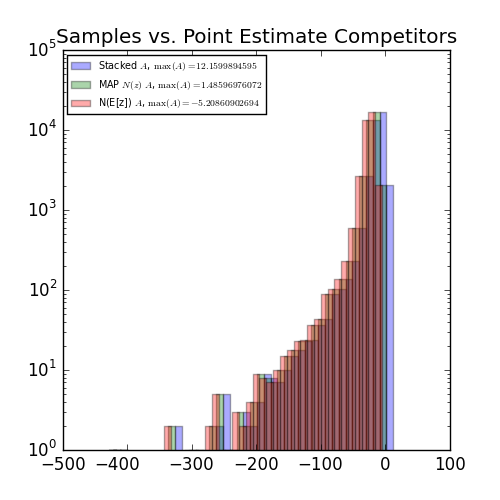 Samples vs. Point Estimate Competitors
Stacked A, max(A)=12.1599894595
MAP N(z) A, max(A)=1.48596976072
N(E[z]) A, max(A)=−5.20860902694
10^5
10^4
10^3
10^2
10^1
10^0
−500 −400 −300 −200 −100 0 100